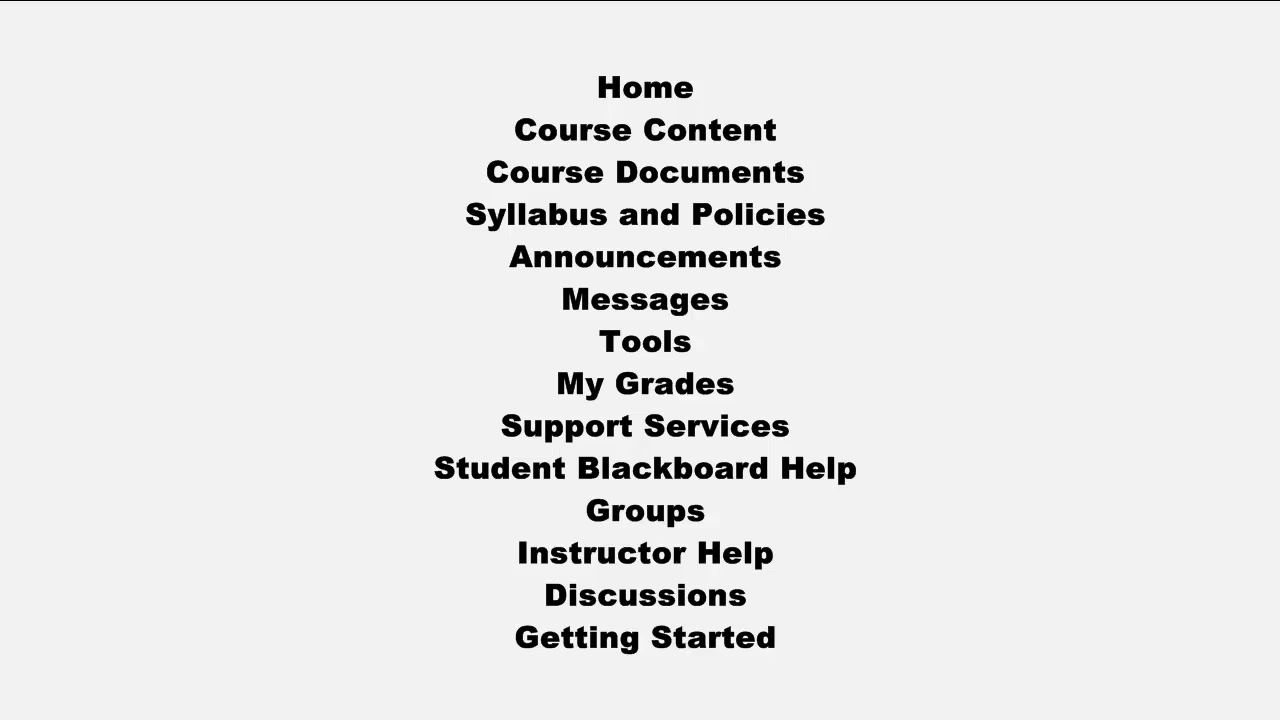 Home
Course Content
Course Documents
Syllabus and Policies
Announcements
Messages
Tools
My Grades
Support Services
Student Blackboard Help
Groups
Instructor Help
Discussions
Getting Started